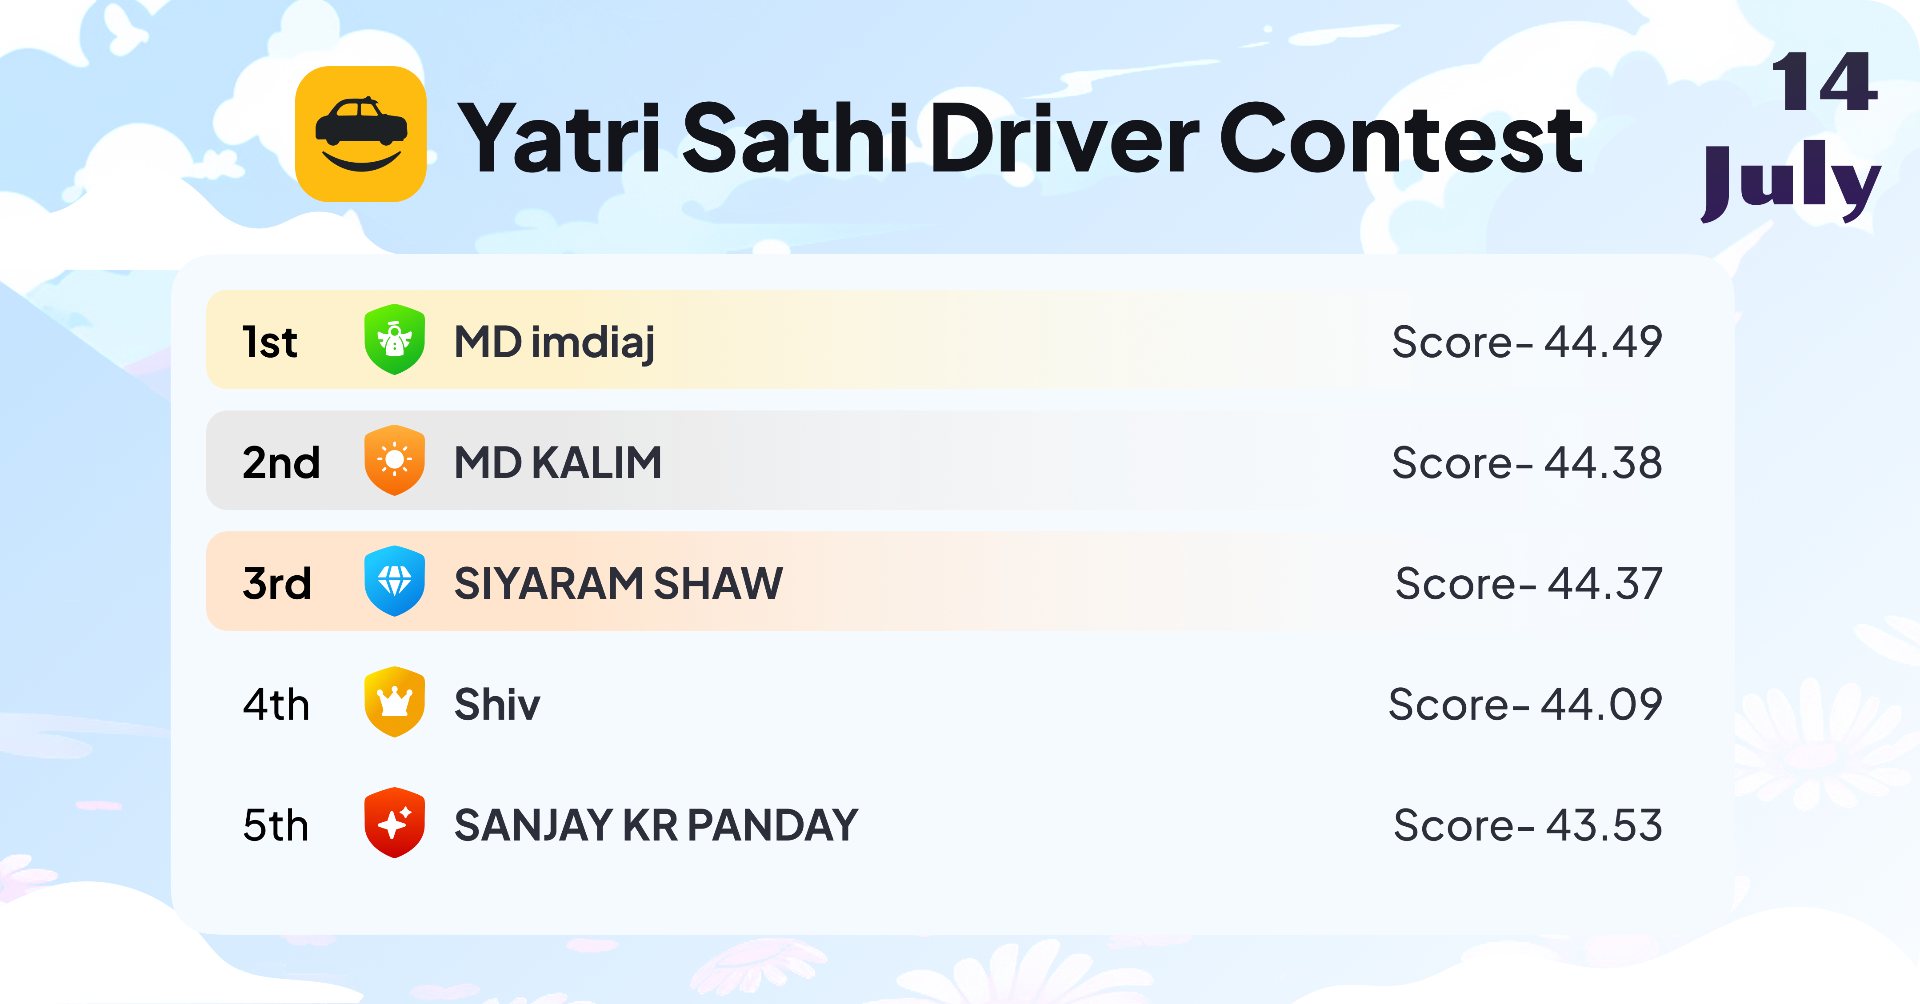 Yatri Sathi Driver Contest
14
July
1st MD imdiaj Score- 44.49
2nd MD KALIM Score- 44.38
3rd SIYARAM SHAW Score- 44.37
4th Shiv Score- 44.09
5th SANJAY KR PANDAY Score- 43.53